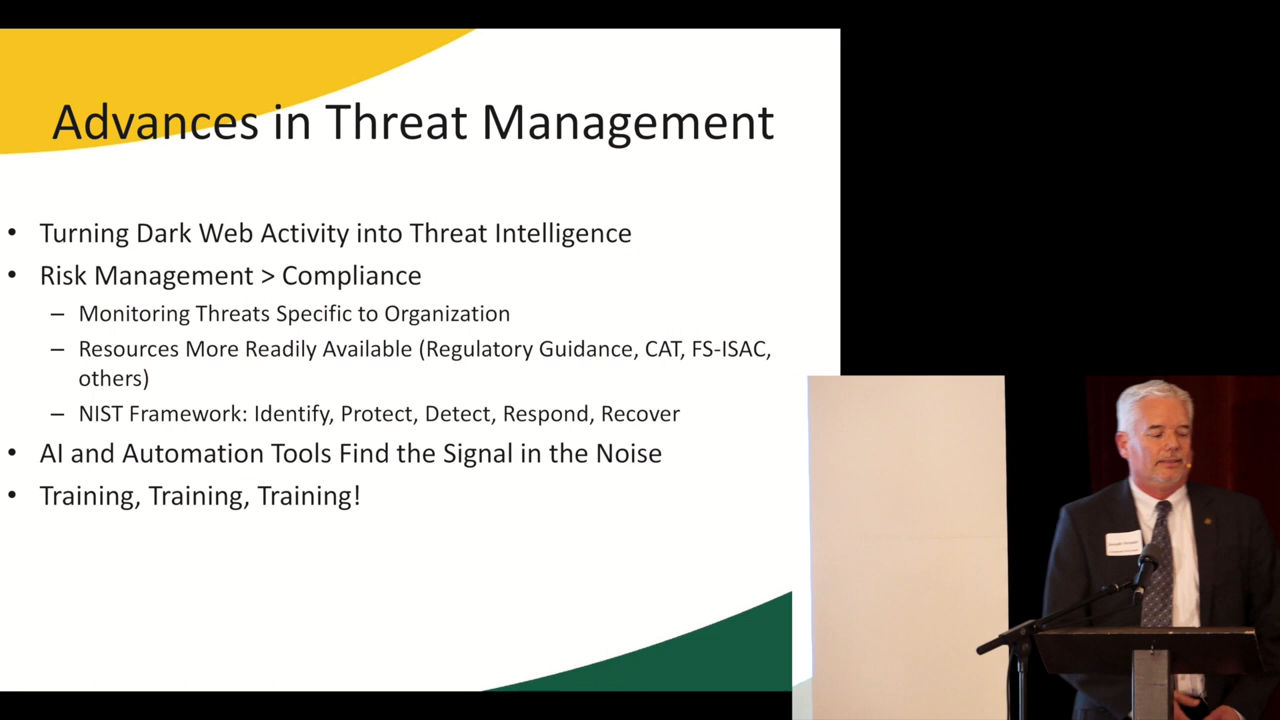 Advances in Threat Management
• Turning Dark Web Activity into Threat Intelligence
• Risk Management > Compliance
– Monitoring Threats Specific to Organization
– Resources More Readily Available (Regulatory Guidance, CAT, FS-ISAC,
others)
– NIST Framework: Identify, Protect, Detect, Respond, Recover
• AI and Automation Tools Find the Signal in the Noise
• Training, Training, Training!